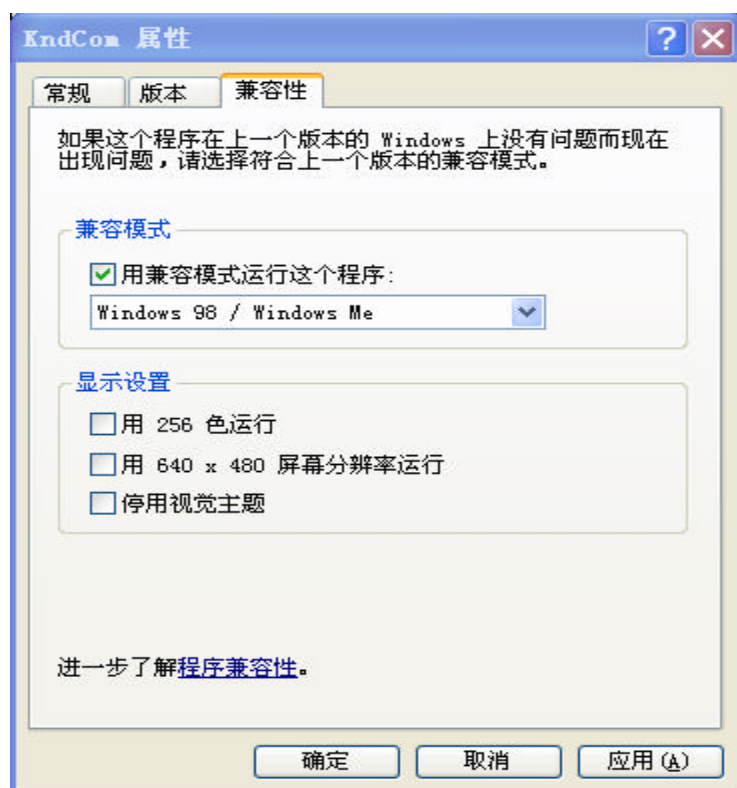 KndCom 属性
常规 版本 兼容性
如果这个程序在上一个版本的 Windows 上没有问题而现在
出现问题,请选择符合上一个版本的兼容模式。
兼容模式
用兼容模式运行这个程序:
Windows 98 / Windows Me
显示设置
用 256 色运行
用 640 x 480 屏幕分辨率运行
停用视觉主题
进一步了解程序兼容性。
确定 取消 应用(A)